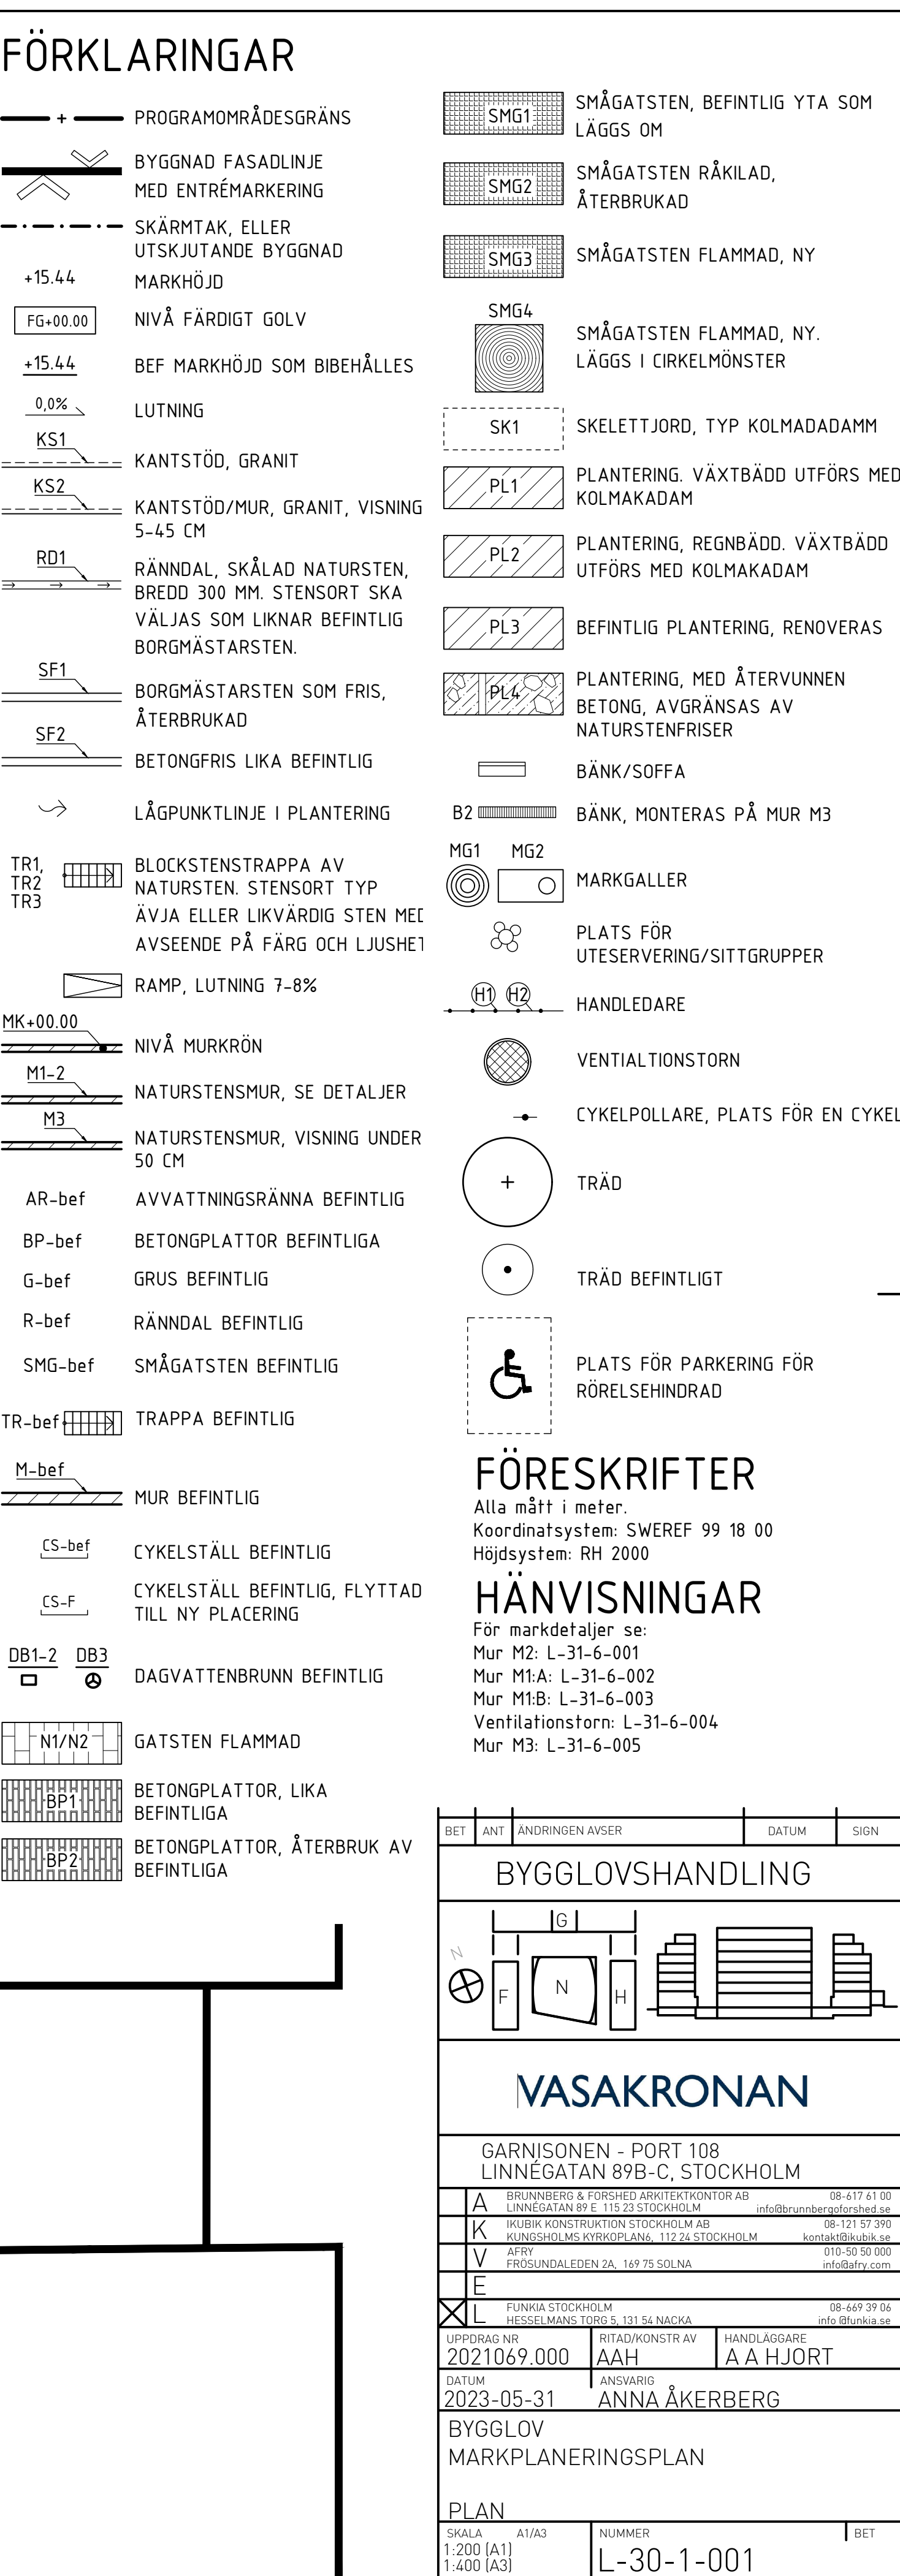 FÖRKLARINGAR
PROGRAMOMRÅDESGRÄNS
BYGGNAD FASADLINJE
MED ENTRÉMARKERING
SKÄRMTAK, ELLER
UTSKJUTANDE BYGGNAD
+15.44 MARKHÖJD
FG+00.00 NIVÅ FÄRDIGT GOLV
+15.44 BEF MARKHÖJD SOM BIBEHÅLLES
0,0% LUTNING
KS1
KANTSTÖD, GRANIT
KS2
KANTSTÖD/MUR, GRANIT, VISNING
5-45 CM
RD1
RÄNNDAL, SKÅLAD NATURSTEN,
BREDD 300 MM. STENSORT SKA
VÄLJAS SOM LIKNAR BEFINTLIG
BORGMÄSTARSTEN.
SF1
BORGMÄSTARSTEN SOM FRIS,
ÅTERBRUKAD
SF2
BETONGFRIS LIKA BEFINTLIG
LÅGPUNKTLINJE I PLANTERING
TR1,
TR2
TR3
BLOCKSTENSTRAPPA AV
NATURSTEN. STENSORT TYP
ÄVJA ELLER LIKVÄRDIG STEN MED
AVSEENDE PÅ FÄRG OCH LJUSHET
RAMP, LUTNING 7-8%
MK+00.00
NIVÅ MURKRÖN
M1-2
NATURSTENSMUR, SE DETALJER
M3
NATURSTENSMUR, VISNING UNDER
50 CM
AR-bef AVVATTNINGSRÄNNA BEFINTLIG
BP-bef BETONGPLATTOR BEFINTLIGA
G-bef GRUS BEFINTLIG
R-bef RÄNNDAL BEFINTLIG
SMG-bef SMÅGATSTEN BEFINTLIG
TR-bef TRAPPA BEFINTLIG
M-bef
MUR BEFINTLIG
CS-bef CYKELSTÄLL BEFINTLIG
CS-F CYKELSTÄLL BEFINTLIG, FLYTTAD
TILL NY PLACERING
DB1-2 DB3
DAGVATTENBRUNN BEFINTLIG
N1/N2 GATSTEN FLAMMAD
BP1 BETONGPLATTOR, LIKA
BEFINTLIGA
BP2 BETONGPLATTOR, ÅTERBRUK AV
BEFINTLIGA
SMG1 SMÅGATSTEN, BEFINTLIG YTA SOM
LÄGGS OM
SMG2 SMÅGATSTEN RÅKILAD,
ÅTERBRUKAD
SMG3 SMÅGATSTEN FLAMMAD, NY
SMG4
SMÅGATSTEN FLAMMAD, NY.
LÄGGS I CIRKELMÖNSTER
SK1 SKELETTJORD, TYP KOLMADADAMM
PL1 PLANTERING. VÄXTBÄDD UTFÖRS MED
KOLMAKADAM
PL2 PLANTERING, REGNBÄDD. VÄXTBÄDD
UTFÖRS MED KOLMAKADAM
PL3 BEFINTLIG PLANTERING, RENOVERAS
PL4 PLANTERING, MED ÅTERVUNNEN
BETONG, AVGRÄNSAS AV
NATURSTENFRISER
BÄNK/SOFFA
B2 BÄNK, MONTERAS PÅ MUR M3
MG1 MG2
MARKGALLER
PLATS FÖR
UTESERVERING/SITTGRUPPER
H1 H2 HANDLEDARE
VENTIALTIONSTORN
CYKELPOLLARE, PLATS FÖR EN CYKEL
TRÄD
TRÄD BEFINTLIGT
PLATS FÖR PARKERING FÖR
RÖRELSEHINDRAD
FÖRESKRIFTER
Alla mått i meter.
Koordinatsystem: SWEREF 99 18 00
Höjdsystem: RH 2000
HÄNVISNINGAR
För markdetaljer se:
Mur M2: L-31-6-001
Mur M1:A: L-31-6-002
Mur M1:B: L-31-6-003
Ventilationstorn: L-31-6-004
Mur M3: L-31-6-005
BET ANT ÄNDRINGEN AVSER DATUM SIGN
BYGGLOVSHANDLING
G
N
F N H
VASAKRONAN
GARNISONEN - PORT 108
LINNÉGATAN 89B-C, STOCKHOLM
A BRUNNBERG & FORSHED ARKITEKTKONTOR AB 08-617 61 00
LINNÉGATAN 89 E 115 23 STOCKHOLM info@brunnbergoforshed.se
K IKUBIK KONSTRUKTION STOCKHOLM AB 08-121 57 390
KUNGSHOLMS KYRKOPLAN6, 112 24 STOCKHOLM kontakt@ikubik.se
V AFRY 010-50 50 000
FRÖSUNDALEDEN 2A, 169 75 SOLNA info@afry.com
E
L FUNKIA STOCKHOLM 08-669 39 06
HESSELMANS TORG 5, 131 54 NACKA info @funkia.se
UPPDRAG NR RITAD/KONSTR AV HANDLÄGGARE
2021069.000 AAH A A HJORT
DATUM ANSVARIG
2023-05-31 ANNA ÅKERBERG
BYGGLOV
MARKPLANERINGSPLAN
PLAN
SKALA A1/A3 NUMMER BET
1:200 (A1)
1:400 (A3) L-30-1-001